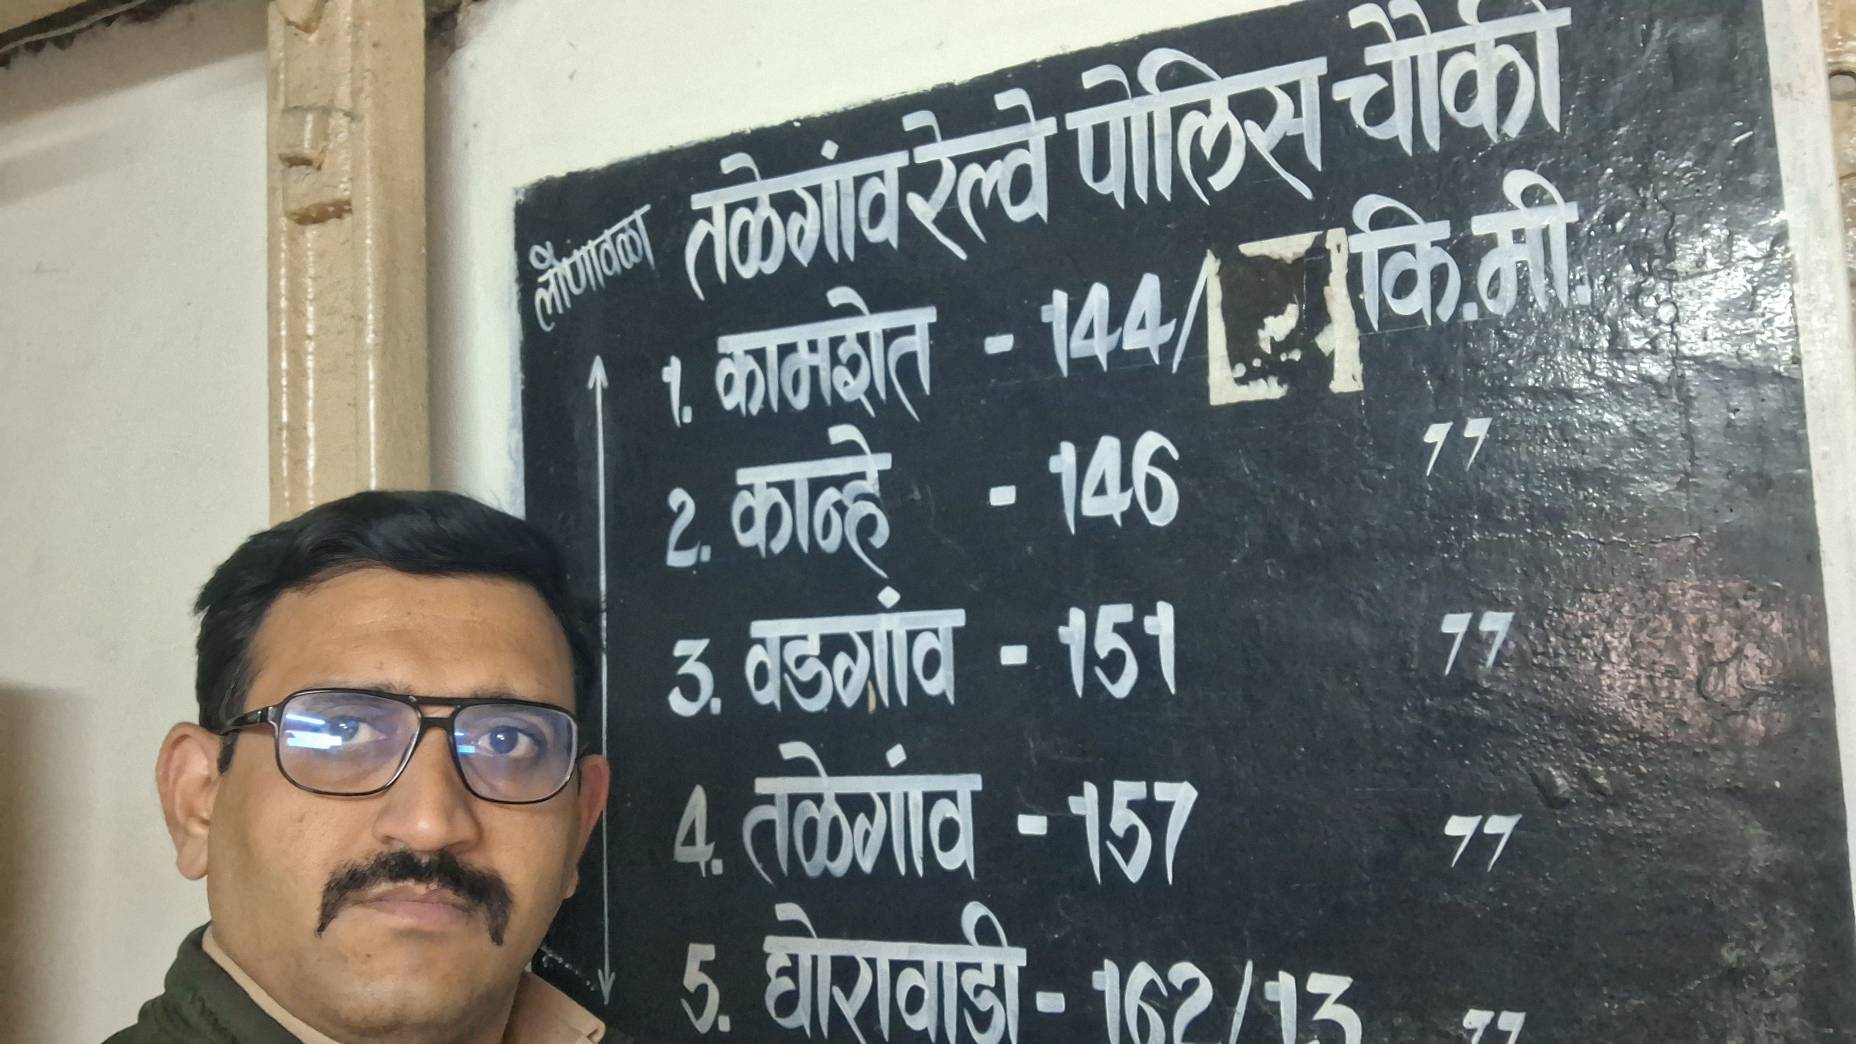 तळेगांव रेल्वे पोलिस चौकी
लोणावळा
1. कामशेत - 144/ कि.मी.
2. कान्हे - 146 "
3. वडगांव - 151 "
4. तळेगांव - 157 "
5. घोरावाडी - 162/13 "